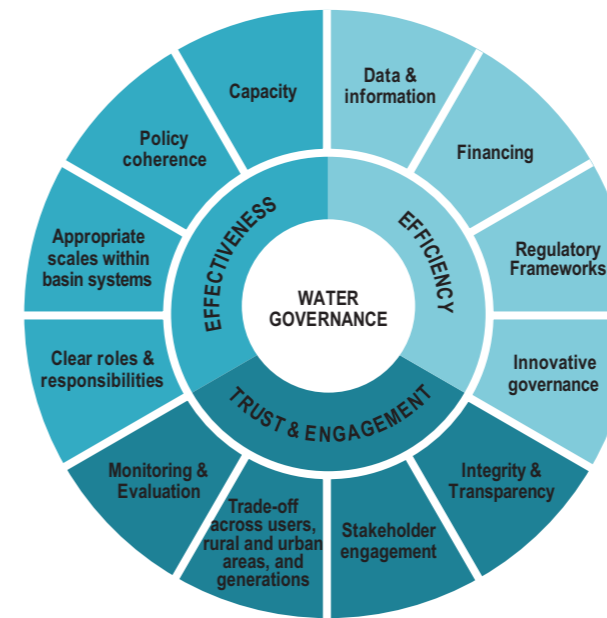 Capacity
Data &
information
Financing
Regulatory
Frameworks
Innovative
governance
Integrity &
Transparency
Stakeholder
engagement
Trade-off
across users,
rural and urban
areas, and
generations
Monitoring &
Evaluation
Clear roles &
responsibilities
Appropriate
scales within
basin systems
Policy
coherence
EFFECTIVENESS
EFFICIENCY
TRUST & ENGAGEMENT
WATER
GOVERNANCE